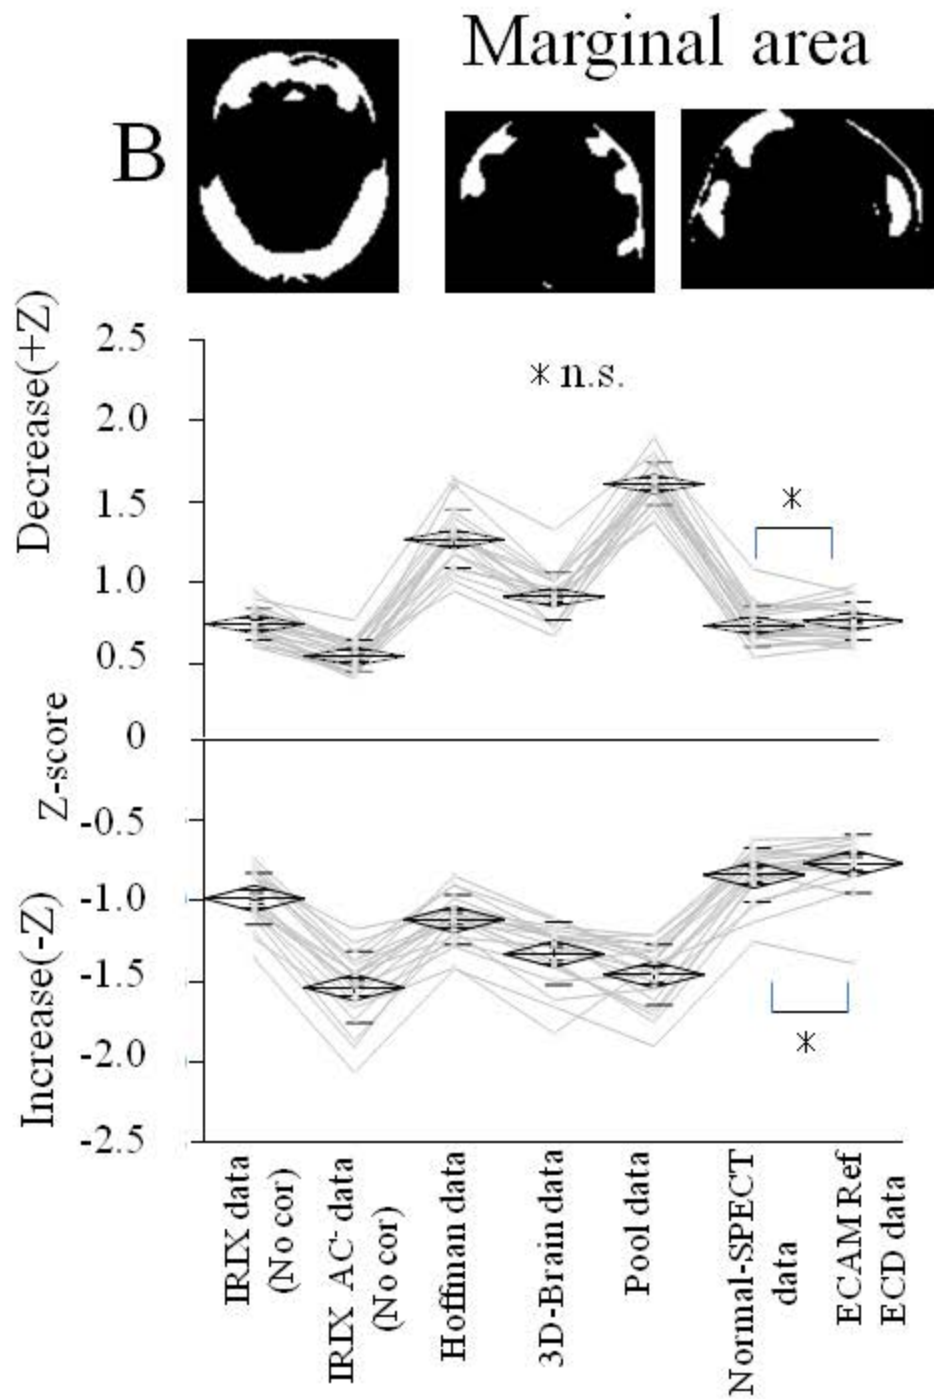 Marginal area
B
Decrease(+Z)
Z-score
Increase(-Z)
2.5
2.0
1.5
1.0
0.5
0
-0.5
-1.0
-1.5
-2.0
-2.5
* n.s.
*
*
IRIX data
(No cor)
IRIX AC- data
(No cor)
Hoffman data
3D-Brain data
Pool data
Normal-SPECT
data
ECAM Ref
ECD data